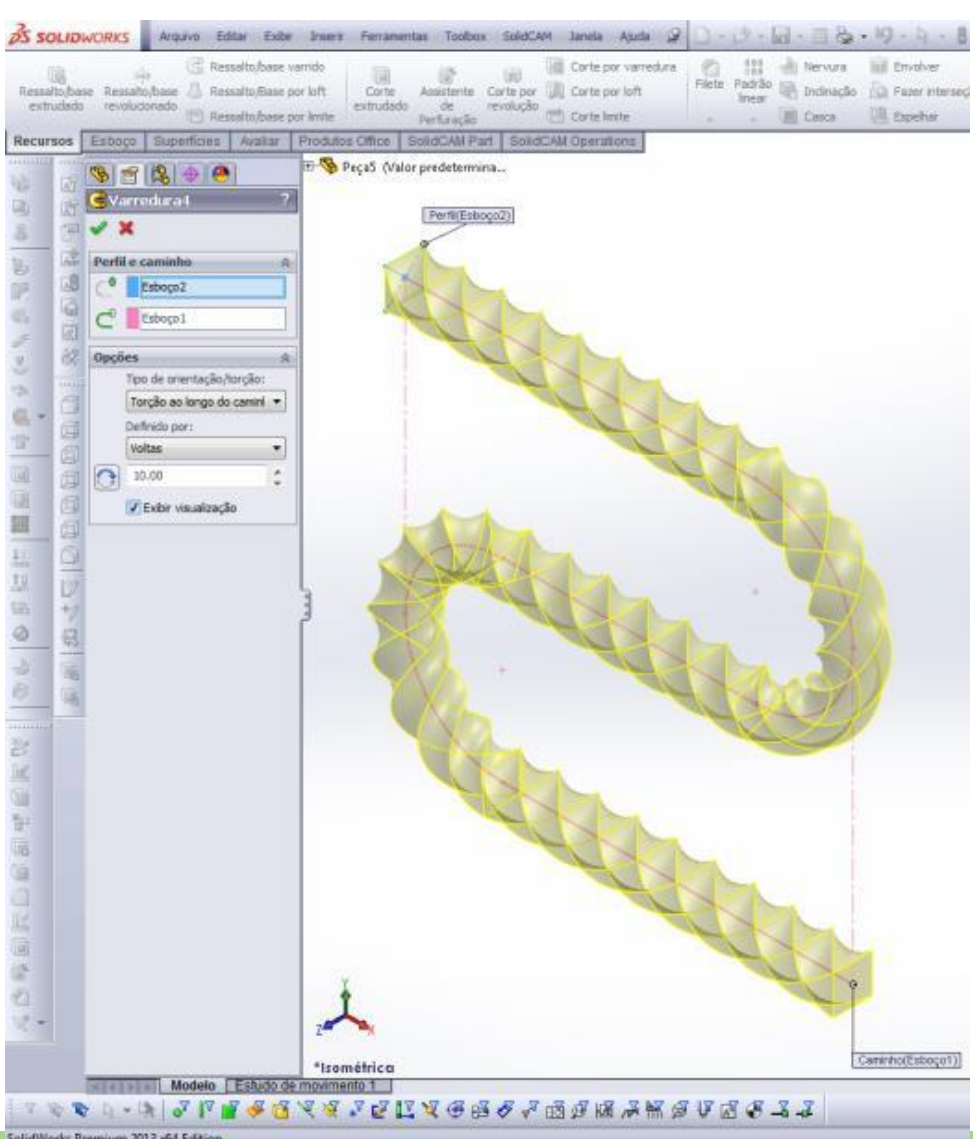 SOLIDWORKS Arquivo Editar Exibir Inserir Ferramentas Toolbox SolidCAM Janela Ajuda
Ressalto/base extrudado
Ressalto/base revolucionado
Ressalto/base varrido
Ressalto/Base por loft
Ressalto/base por limite
Corte extrudado
Assistente de Perfuração
Corte por revolução
Corte por varredura
Corte por loft
Corte limite
Filete
Padrão linear
Nervura
Inclinação
Casca
Envolver
Fazer interseç
Espelhar
Recursos Esboço Superfícies Avaliar Produtos Office SolidCAM Part SolidCAM Operations
Peça5 (Valor predetermina...
Varredura4 ?
Perfil e caminho
Esboço2
Esboço1
Opções
Tipo de orientação/torção:
Torção ao longo do camini
Definido por:
Voltas
10.00
Exibir visualização
Perfil(Esboço2)
Caminho(Esboço1)
Y
Z
X
*Isométrica
Modelo Estudo de movimento 1
SolidWorks Premium 2013 x64 Edition